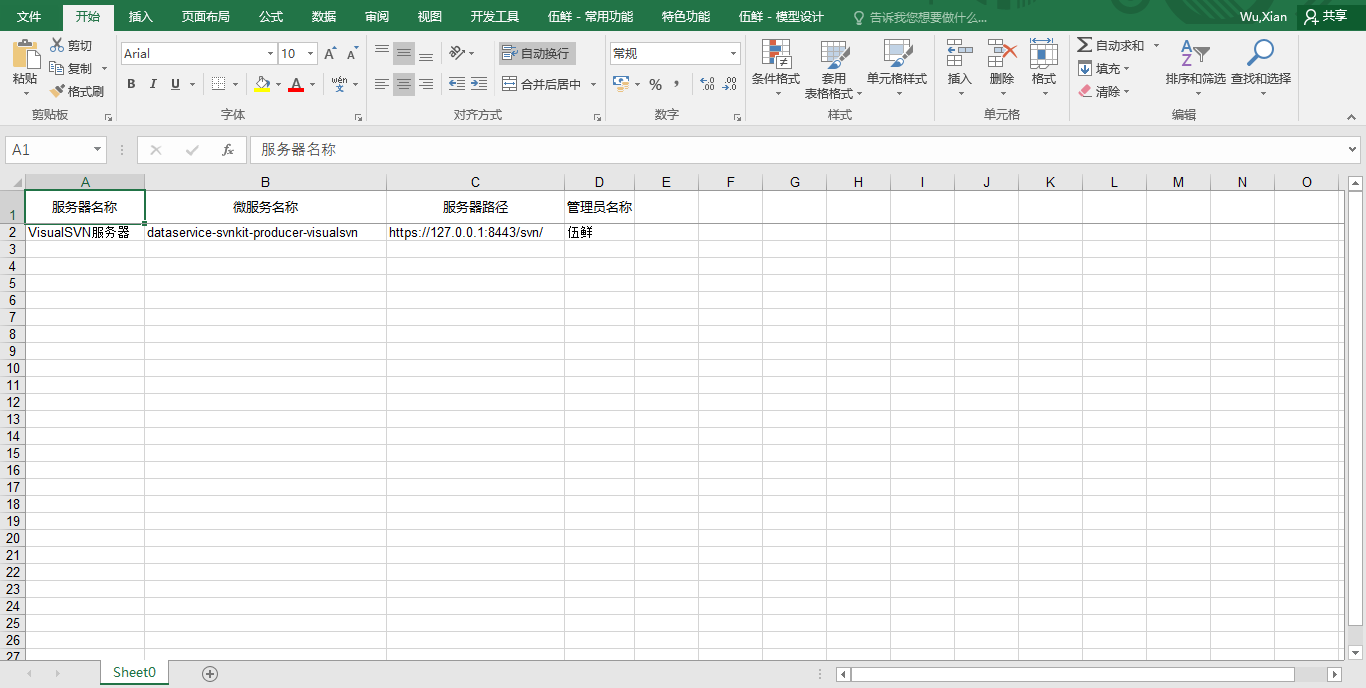 文件 开始 插入 页面布局 公式 数据 审阅 视图 开发工具 伍鲜 - 常用功能 特色功能 伍鲜 - 模型设计 告诉我您想要做什么... Wu,Xian 共享
粘贴 剪切 复制 格式刷
Arial 10 自动换行 常规
B I U A wén 合并后居中 % ,
条件格式 套用 表格格式 单元格样式 插入 删除 格式
自动求和 填充 清除 排序和筛选 查找和选择
剪贴板 字体 对齐方式 数字 样式 单元格 编辑
A1 fx 服务器名称
A B C D E F G H I J K L M N O
1 服务器名称 微服务名称 服务器路径 管理员名称
2 VisualSVN服务器 dataservice-svnkit-producer-visualsvn https://127.0.0.1:8443/svn/ 伍鲜
3
4
5
6
7
8
9
10
11
12
13
14
15
16
17
18
19
20
21
22
23
24
25
26
27
Sheet0